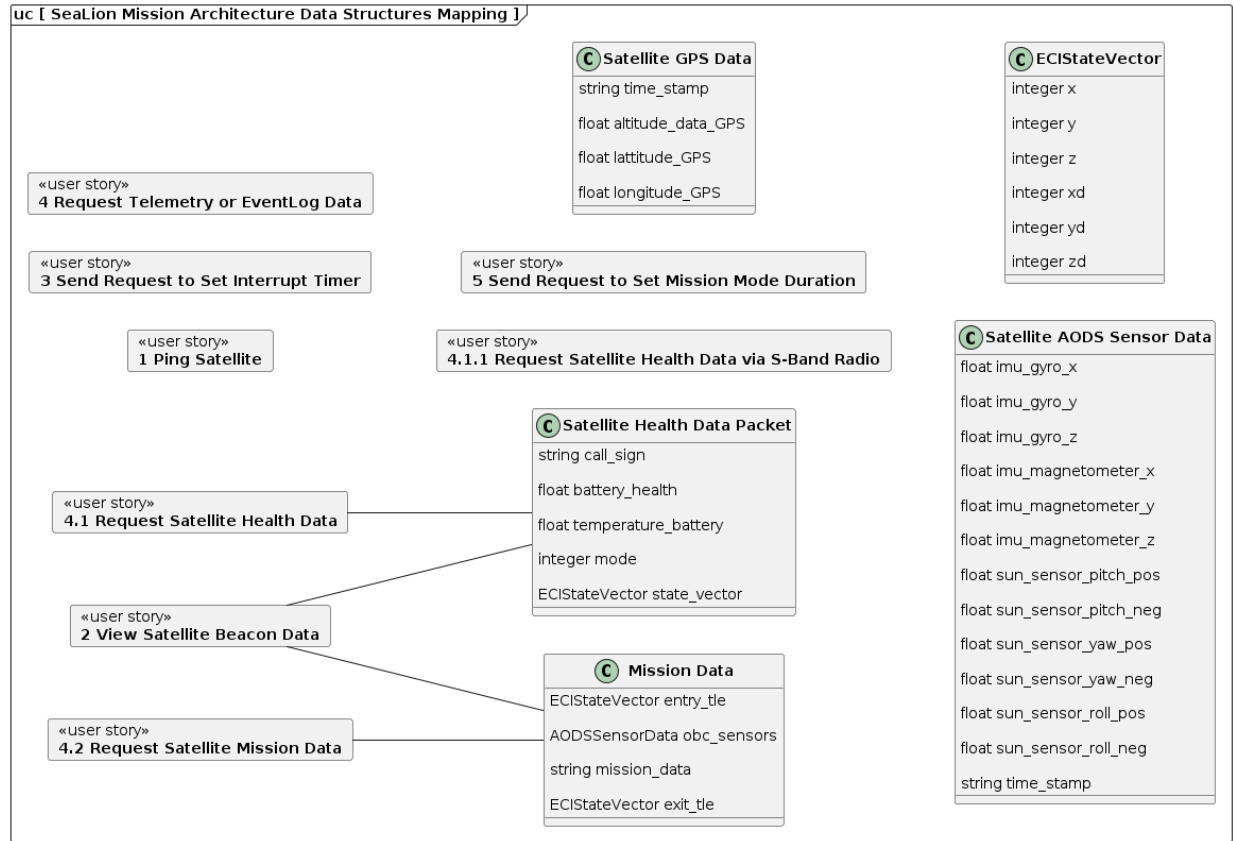 uc [ SeaLion Mission Architecture Data Structures Mapping ]
C Satellite GPS Data
string time_stamp
float altitude_data_GPS
float lattitude_GPS
float longitude_GPS
C ECIStateVector
integer x
integer y
integer z
integer xd
integer yd
integer zd
«user story»
4 Request Telemetry or EventLog Data
«user story»
3 Send Request to Set Interrupt Timer
«user story»
5 Send Request to Set Mission Mode Duration
«user story»
1 Ping Satellite
«user story»
4.1.1 Request Satellite Health Data via S-Band Radio
C Satellite AODS Sensor Data
float imu_gyro_x
float imu_gyro_y
float imu_gyro_z
float imu_magnetometer_x
float imu_magnetometer_y
float imu_magnetometer_z
float sun_sensor_pitch_pos
float sun_sensor_pitch_neg
float sun_sensor_yaw_pos
float sun_sensor_yaw_neg
float sun_sensor_roll_pos
float sun_sensor_roll_neg
string time_stamp
C Satellite Health Data Packet
string call_sign
float battery_health
float temperature_battery
integer mode
ECIStateVector state_vector
«user story»
4.1 Request Satellite Health Data
«user story»
2 View Satellite Beacon Data
«user story»
4.2 Request Satellite Mission Data
C Mission Data
ECIStateVector entry_tle
AODSSensorData obc_sensors
string mission_data
ECIStateVector exit_tle